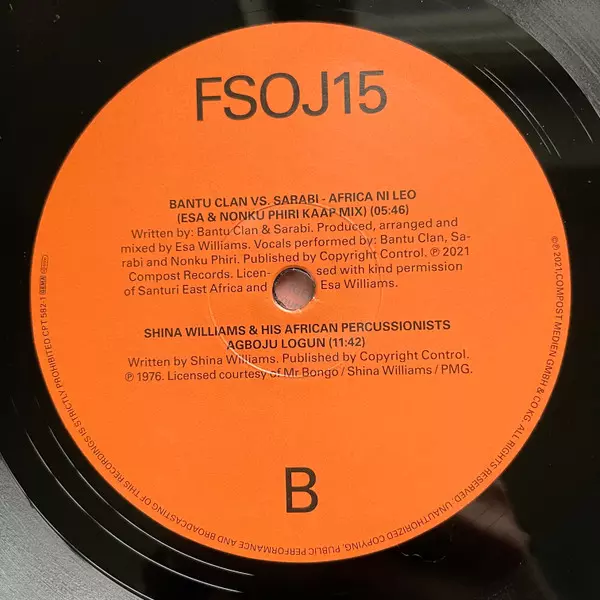 FSOJ15
BANTU CLAN VS. SARABI - AFRICA NI LEO
(ESA & NONKU PHIRI KAAP MIX) (05:46)
Written by: Bantu Clan & Sarabi. Produced, arranged and
mixed by Esa Williams. Vocals performed by: Bantu Clan, Sa-
rabi and Nonku Phiri. Published by Copyright Control. ℗ 2021
Compost Records. Licensed with kind permission
of Santuri East Africa and Esa Williams.
SHINA WILLIAMS & HIS AFRICAN PERCUSSIONISTS
AGBOJU LOGUN (11:42)
Written by Shina Williams. Published by Copyright Control.
℗ 1976. Licensed courtesy of Mr Bongo / Shina Williams / PMG.
B
©℗ 2021, COMPOST MEDIEN GMBH & CO KG. ALL RIGHTS RESERVED. UNAUTHORIZED COPYING, PUBLIC PERFORMANCE AND BROADCASTING OF THIS RECORDINGS IS STRICTLY PROHIBITED CPT 582-1 GEMA